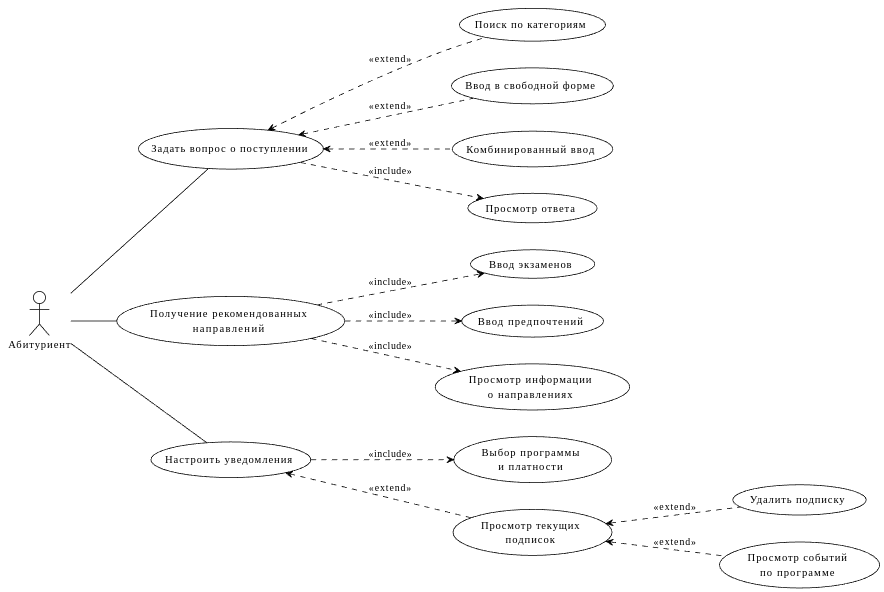 Поиск по категориям
«extend»
Ввод в свободной форме
«extend»
Задать вопрос о поступлении
«extend»
Комбинированный ввод
«include»
Просмотр ответа
Ввод экзаменов
«include»
Получение рекомендованных
направлений
«include»
Ввод предпочтений
Абитуриент
«include»
Просмотр информации
о направлениях
Настроить уведомления
«include»
Выбор программы
и платности
«extend»
Просмотр текущих
подписок
«extend»
Удалить подписку
«extend»
Просмотр событий
по программе